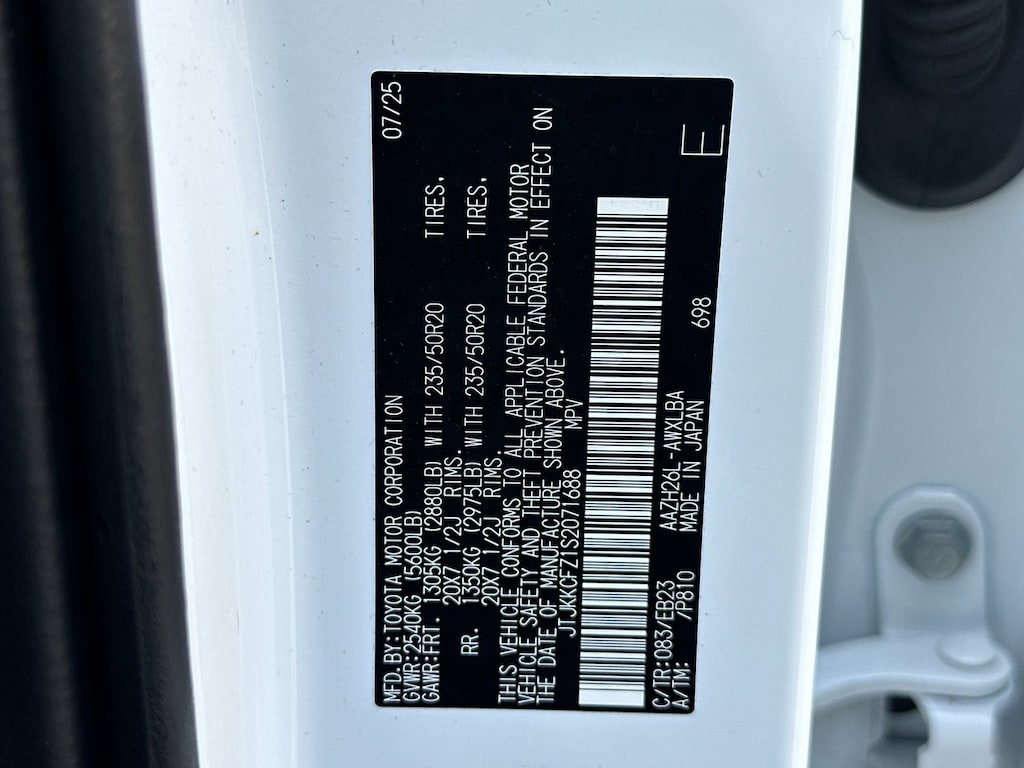 MFD.BY:TOYOTA MOTOR CORPORATION 07/25
GVWR:2540KG (5600LB)
GAWR:FRT. 1305KG (2880LB) WITH 235/50R20 TIRES.
20X7 1/2J RIMS.
RR. 1350KG (2975LB) WITH 235/50R20 TIRES.
20X7 1/2J RIMS.
THIS VEHICLE CONFORMS TO ALL APPLICABLE FEDERAL MOTOR
VEHICLE SAFETY AND THEFT PREVENTION STANDARDS IN EFFECT ON
THE DATE OF MANUFACTURE SHOWN ABOVE.
JTJKKCFZ1S2071688 MPV
C/TR:083/EB23 AAZH26L-AWXLBA
A/TM: /P810 MADE IN JAPAN 698 E